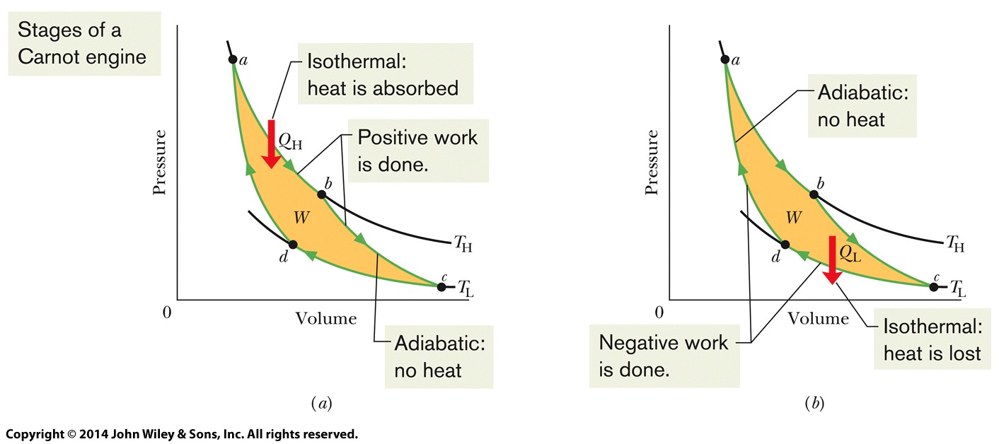 Stages of a
Carnot engine
a
Isothermal:
heat is absorbed
Q_H
Positive work
is done.
Pressure
b
W
T_H
d
c
T_L
0
Volume
Adiabatic:
no heat
(a)
a
Adiabatic:
no heat
Pressure
b
W
T_H
Q_L
d
c
T_L
0
Volume
Negative work
is done.
Isothermal:
heat is lost
(b)
Copyright © 2014 John Wiley & Sons, Inc. All rights reserved.